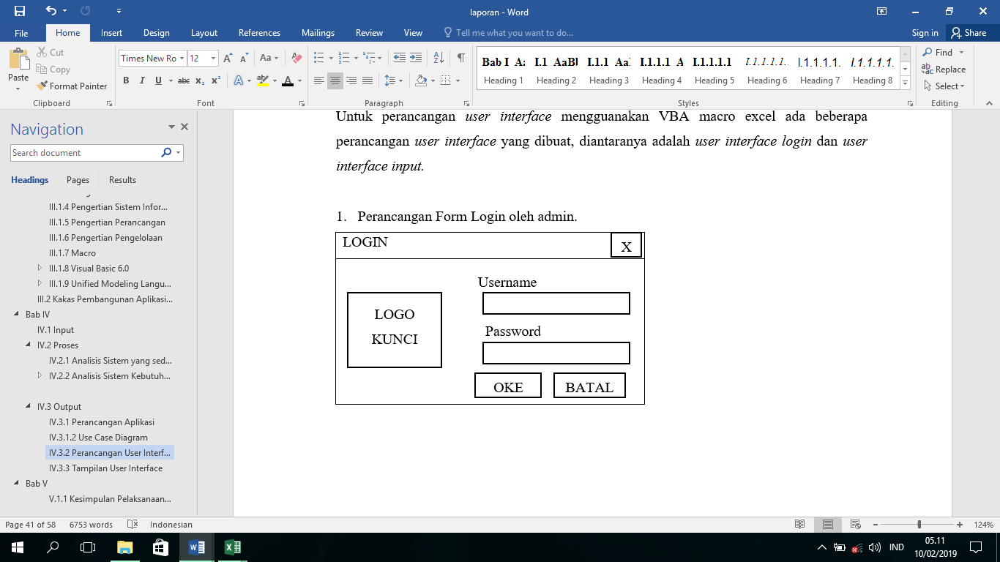 laporan - Word
File
Home
Insert
Design
Layout
References
Mailings
Review
View
Tell me what you want to do...
Sign in
Share
Paste
Cut
Copy
Format Painter
Clipboard
Times New Ro
12
Aa
B I U abc x₂ x²
A ab A
Font
Paragraph
Bab I Aa
I.1 AaBl
I.1.1 Aal
I.1.1.1 A
I.1.1.1.1
I.1.1.1.1.
I.1.1.1.1.
I.1.1.1.1.
Heading 1
Heading 2
Heading 3
Heading 4
Heading 5
Heading 6
Heading 7
Heading 8
Styles
Find
Replace
Select
Editing
Navigation
Search document
Headings
Pages
Results
III.1.4 Pengertian Sistem Infor...
III.1.5 Pengertian Perancangan
III.1.6 Pengertian Pengelolaan
III.1.7 Macro
III.1.8 Visual Basic 6.0
III.1.9 Unified Modeling Langu...
III.2 Kakas Pembangunan Aplikasi...
Bab IV
IV.1 Input
IV.2 Proses
IV.2.1 Analisis Sistem yang sed...
IV.2.2 Analisis Sistem Kebutuh...
IV.3 Output
IV.3.1 Perancangan Aplikasi
IV.3.1.2 Use Case Diagram
IV.3.2 Perancangan User Interf...
IV.3.3 Tampilan User Interface
Bab V
V.1.1 Kesimpulan Pelaksanaan...
Untuk perancangan user interface mengguanakan VBA macro excel ada beberapa
perancangan user interface yang dibuat, diantaranya adalah user interface login dan user
interface input.
1. Perancangan Form Login oleh admin.
LOGIN
X
Username
LOGO
KUNCI
Password
OKE
BATAL
Page 41 of 58
6753 words
Indonesian
124%
IND
05.11
10/02/2019